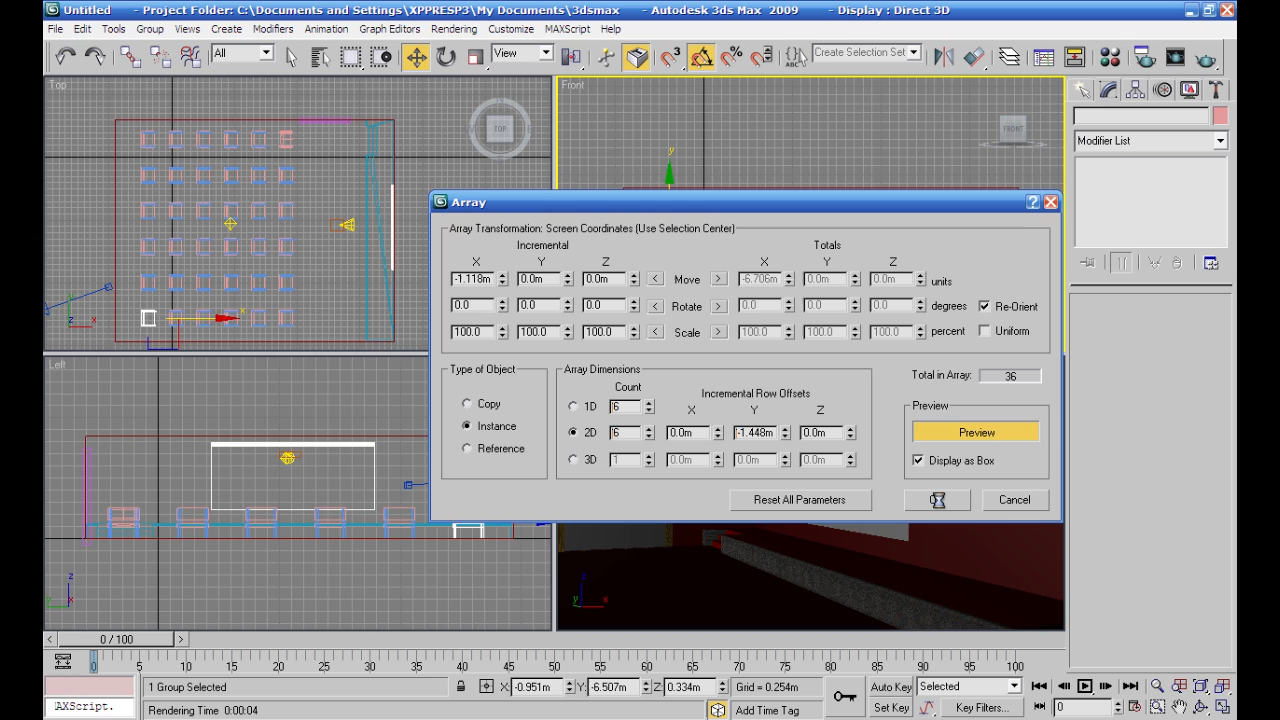 Untitled - Project Folder: C:\Documents and Settings\XPPRESP3\My Documents\3dsmax - Autodesk 3ds Max 2009 - Display : Direct 3D
File Edit Tools Group Views Create Modifiers Animation Graph Editors Rendering Customize MAXScript Help
All View 3 % ABC Create Selection Set
Top
TOP
x
z x
Front
FRONT
y
Modifier List
Array
Array Transformation: Screen Coordinates (Use Selection Center)
Incremental Totals
X Y Z X Y Z
-1.118m 0.0m 0.0m < Move > -6.706m 0.0m 0.0m units
0.0 0.0 0.0 < Rotate > 0.0 0.0 0.0 degrees Re-Orient
100.0 100.0 100.0 < Scale > 100.0 100.0 100.0 percent Uniform
Type of Object
Copy
Instance
Reference
Array Dimensions
Count
Incremental Row Offsets
X Y Z
1D 6
2D 6 0.0m -1.448m 0.0m
3D 1 0.0m 0.0m 0.0m
Total in Array: 36
Preview
Preview
Display as Box
Reset All Parameters Cancel
Left
z
y x
z
y x
< 0 / 100 >
0 5 10 15 20 25 30 35 40 45 50 55 60 65 70 75 80 85 90 95 100
1 Group Selected X: -0.951m Y: -6.507m Z: 0.334m Grid = 0.254m Auto Key Selected
AXScript. Rendering Time 0:00:04 Add Time Tag Set Key Key Filters... 0